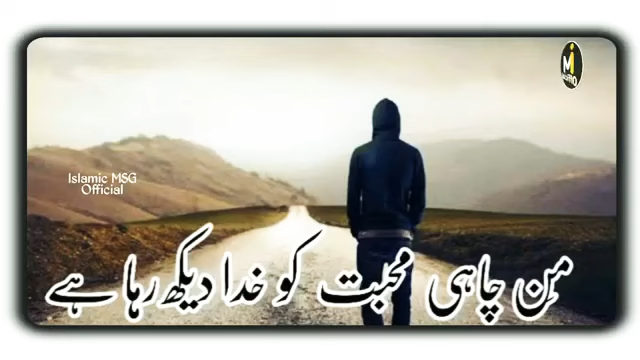 Islamic MSG
Official
من چاہی محبت کو خدا دیکھ رہا ہے